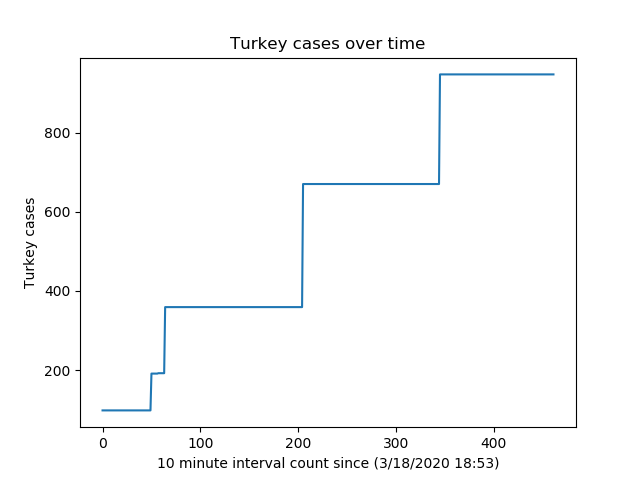 Turkey cases over time
800
600
400
200
Turkey cases
0 100 200 300 400
10 minute interval count since (3/18/2020 18:53)